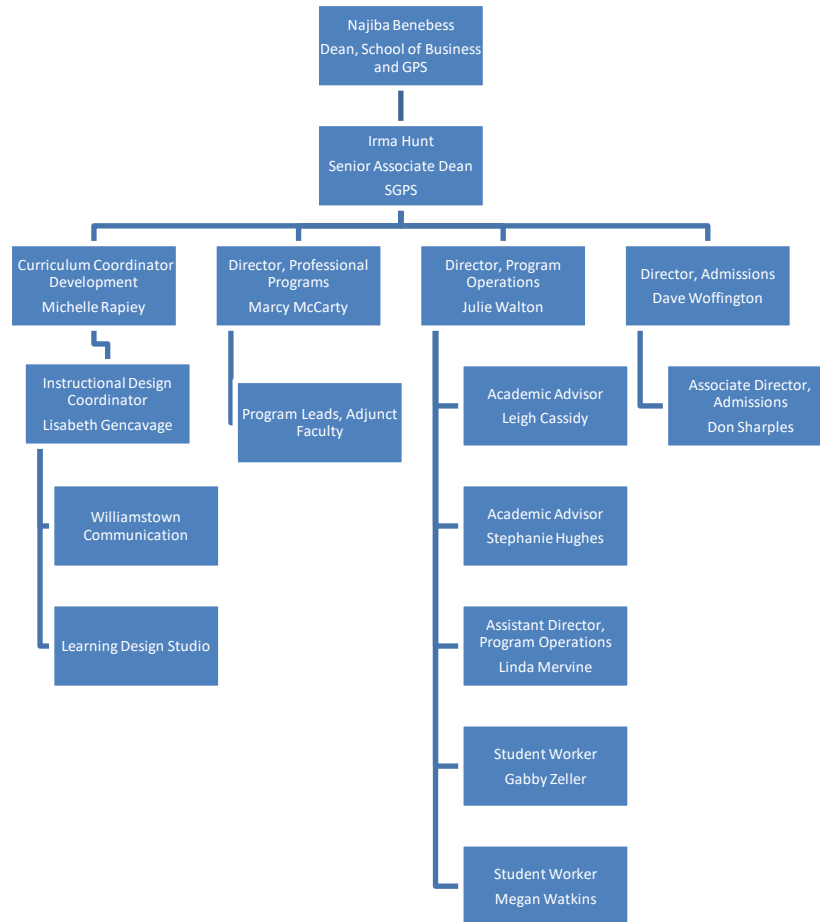 Najiba Benebess
Dean, School of Business
and GPS
Irma Hunt
Senior Associate Dean
SGPS
Curriculum Coordinator
Development
Michelle Rapiey
Director, Professional
Programs
Marcy McCarty
Director, Program
Operations
Julie Walton
Director, Admissions
Dave Woffington
Instructional Design
Coordinator
Lisabeth Gencavage
Williamstown
Communication
Learning Design Studio
Program Leads, Adjunct
Faculty
Academic Advisor
Leigh Cassidy
Academic Advisor
Stephanie Hughes
Assistant Director,
Program Operations
Linda Mervine
Student Worker
Gabby Zeller
Student Worker
Megan Watkins
Associate Director,
Admissions
Don Sharples